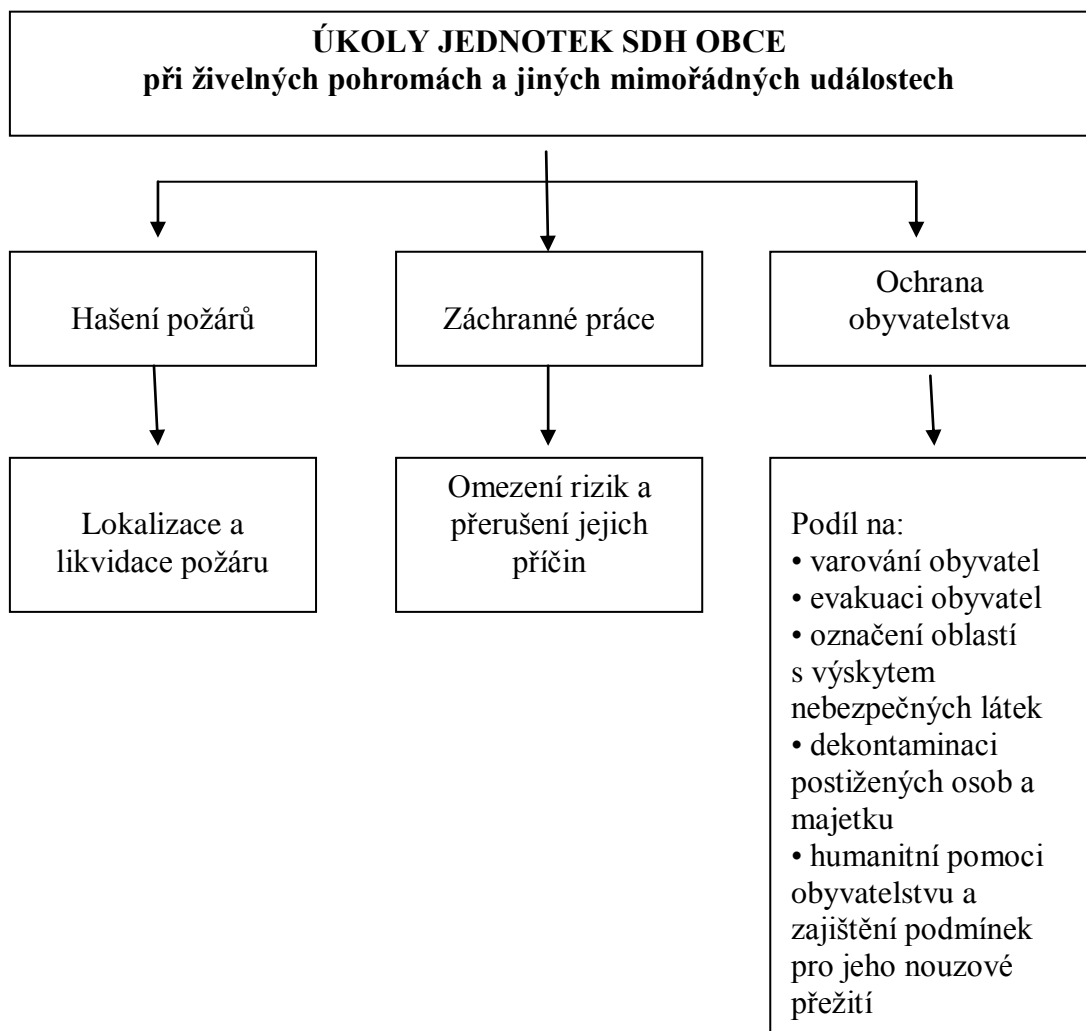 ÚKOLY JEDNOTEK SDH OBCE
při živelných pohromách a jiných mimořádných událostech
Hašení požárů
Záchranné práce
Ochrana
obyvatelstva
Lokalizace a
likvidace požáru
Omezení rizik a
přerušení jejich
příčin
Podíl na:
• varování obyvatel
• evakuaci obyvatel
• označení oblastí
s výskytem
nebezpečných látek
• dekontaminaci
postižených osob a
majetku
• humanitní pomoci
obyvatelstvu a
zajištění podmínek
pro jeho nouzové
přežití